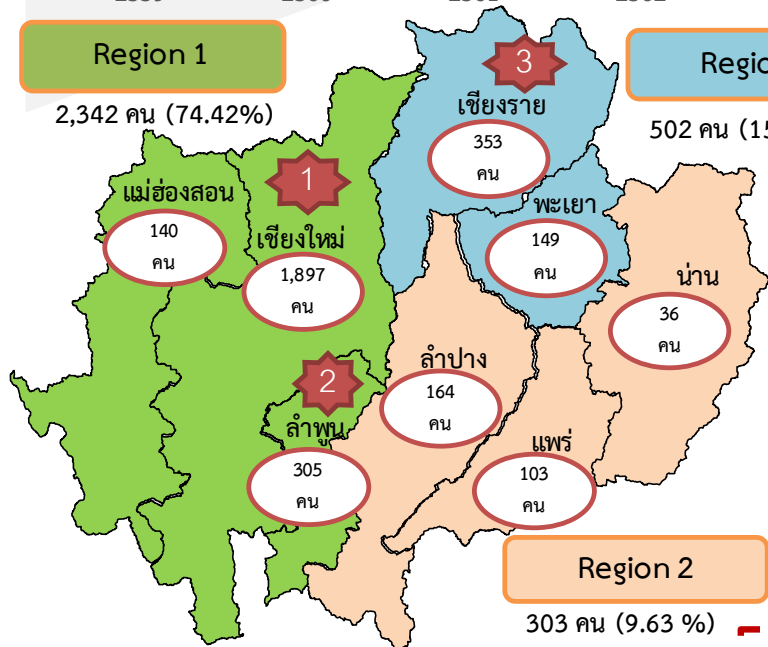 Region 1
2,342 คน (74.42%)
3
เชียงราย
353
คน
502 คน
แม่ฮ่องสอน
140
คน
1
เชียงใหม่
1,897
คน
พะเยา
149
คน
น่าน
36
คน
2
ลำพูน
305
คน
ลำปาง
164
คน
แพร่
103
คน
Region 2
303 คน (9.63 %)